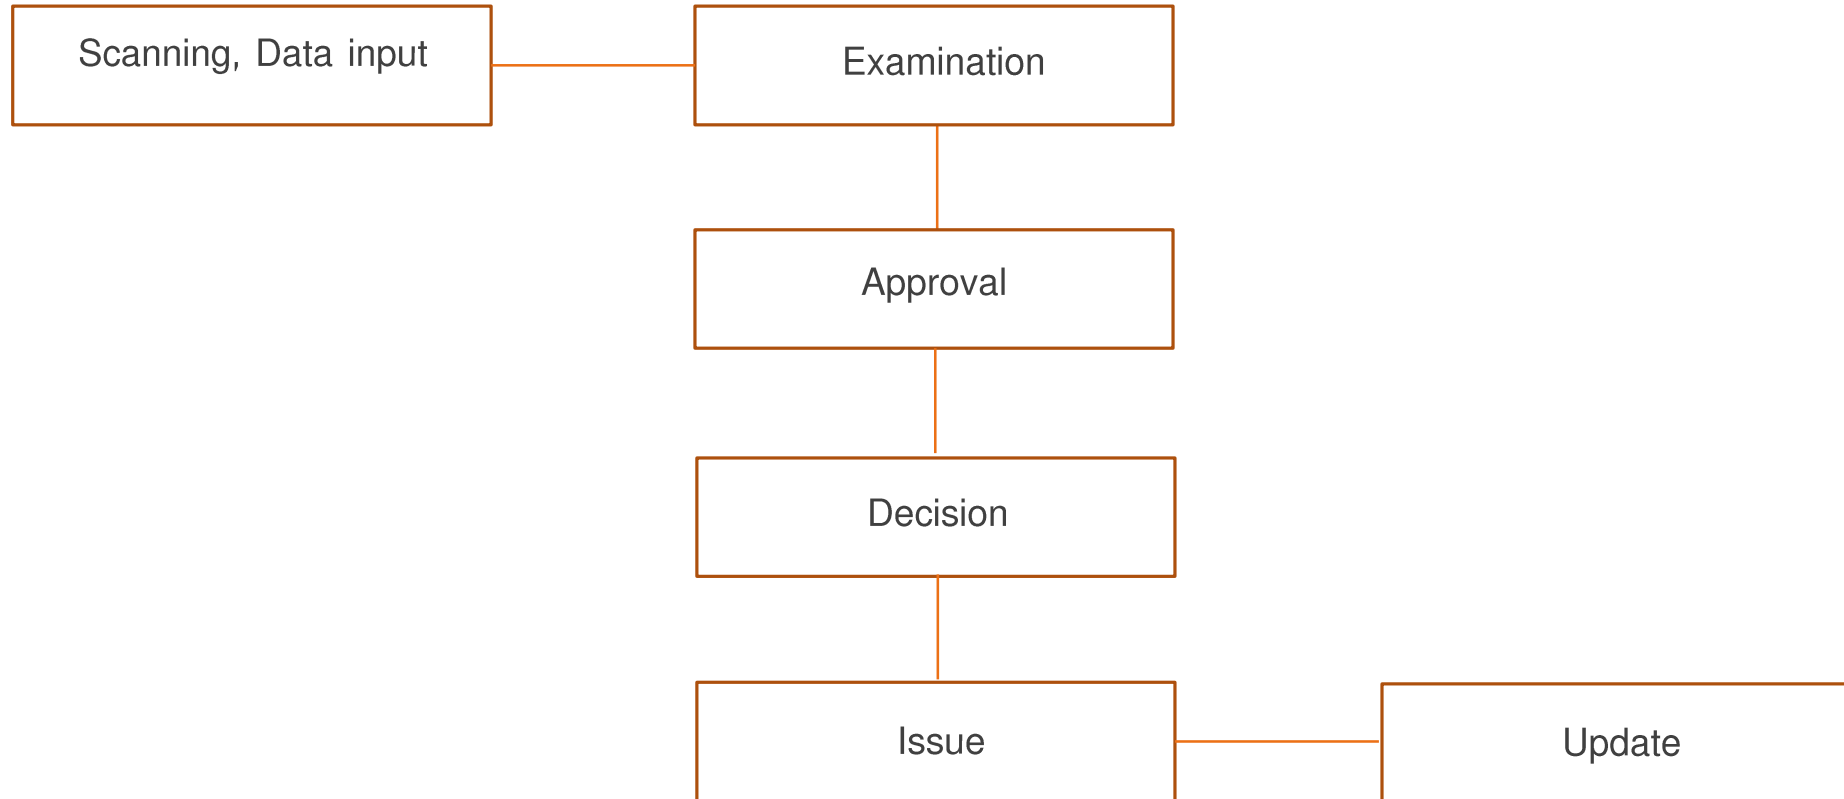 Scanning, Data input
Examination
Approval
Decision
Issue
Update